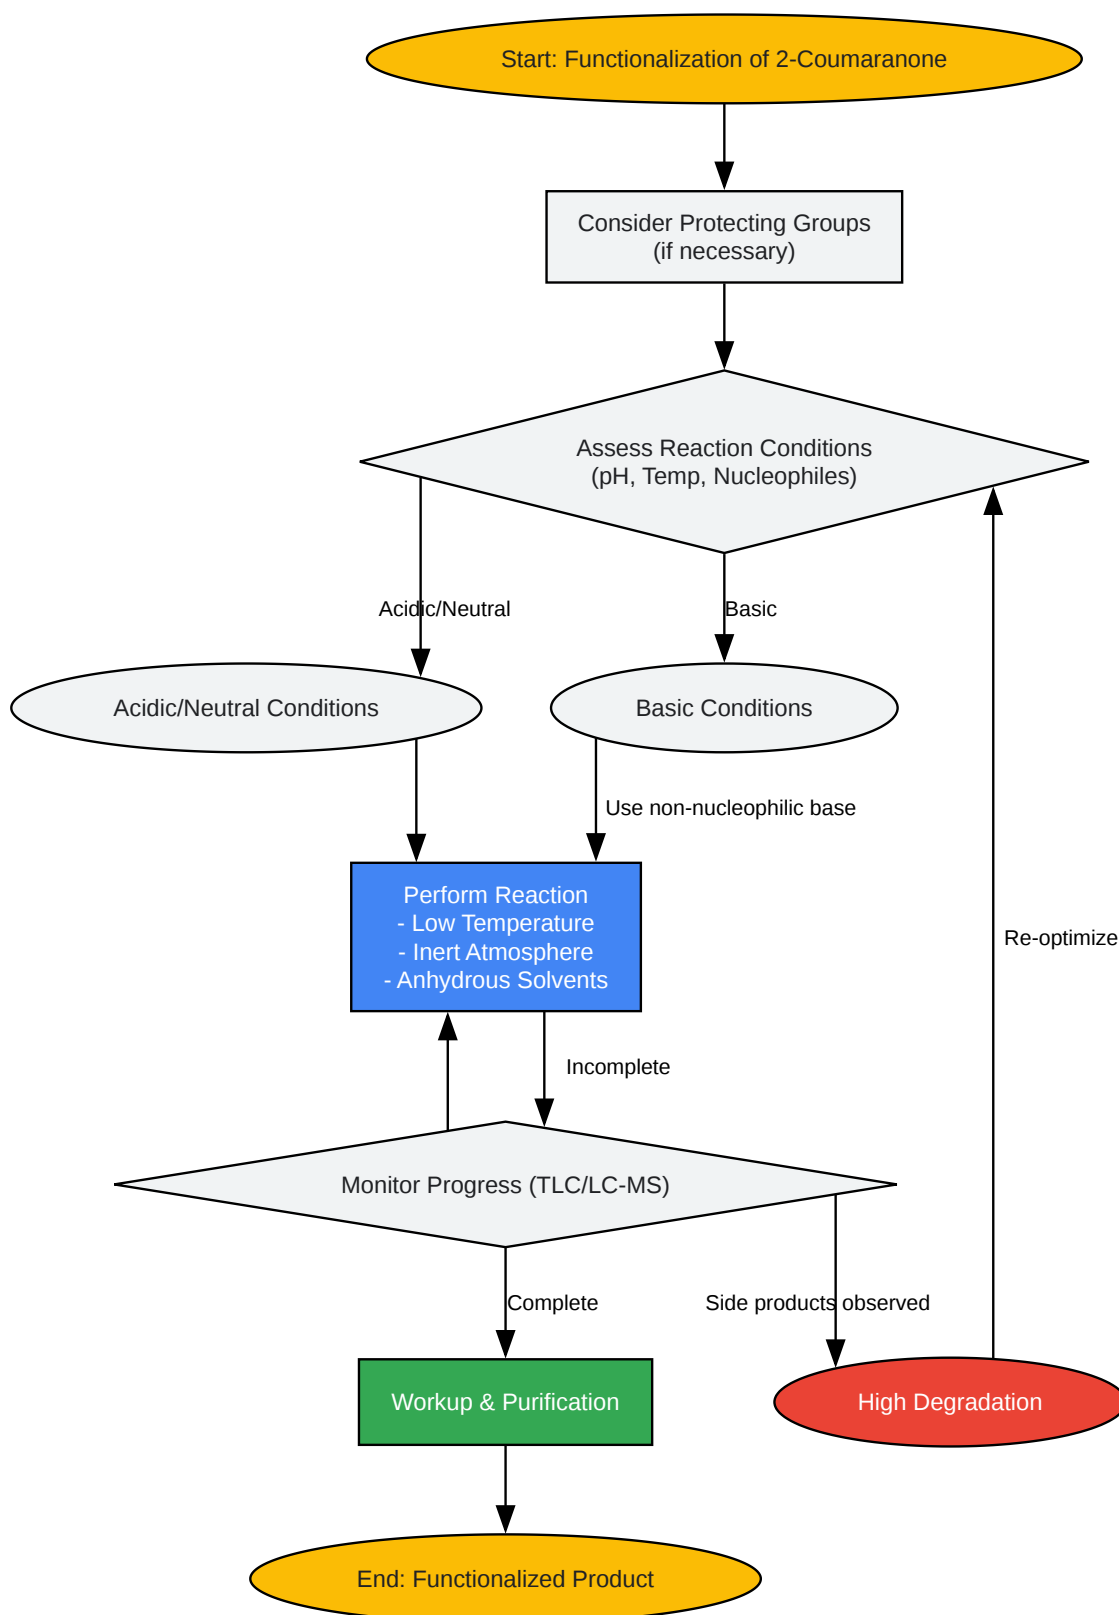 Start: Functionalization of 2-Coumaranone
Consider Protecting Groups
(if necessary)
Assess Reaction Conditions
(pH, Temp, Nucleophiles)
Acidic/Neutral
Basic
Acidic/Neutral Conditions
Basic Conditions
Use non-nucleophilic base
Perform Reaction
- Low Temperature
- Inert Atmosphere
- Anhydrous Solvents
Re-optimize
Incomplete
Monitor Progress (TLC/LC-MS)
Complete
Side products observed
Workup & Purification
High Degradation
End: Functionalized Product